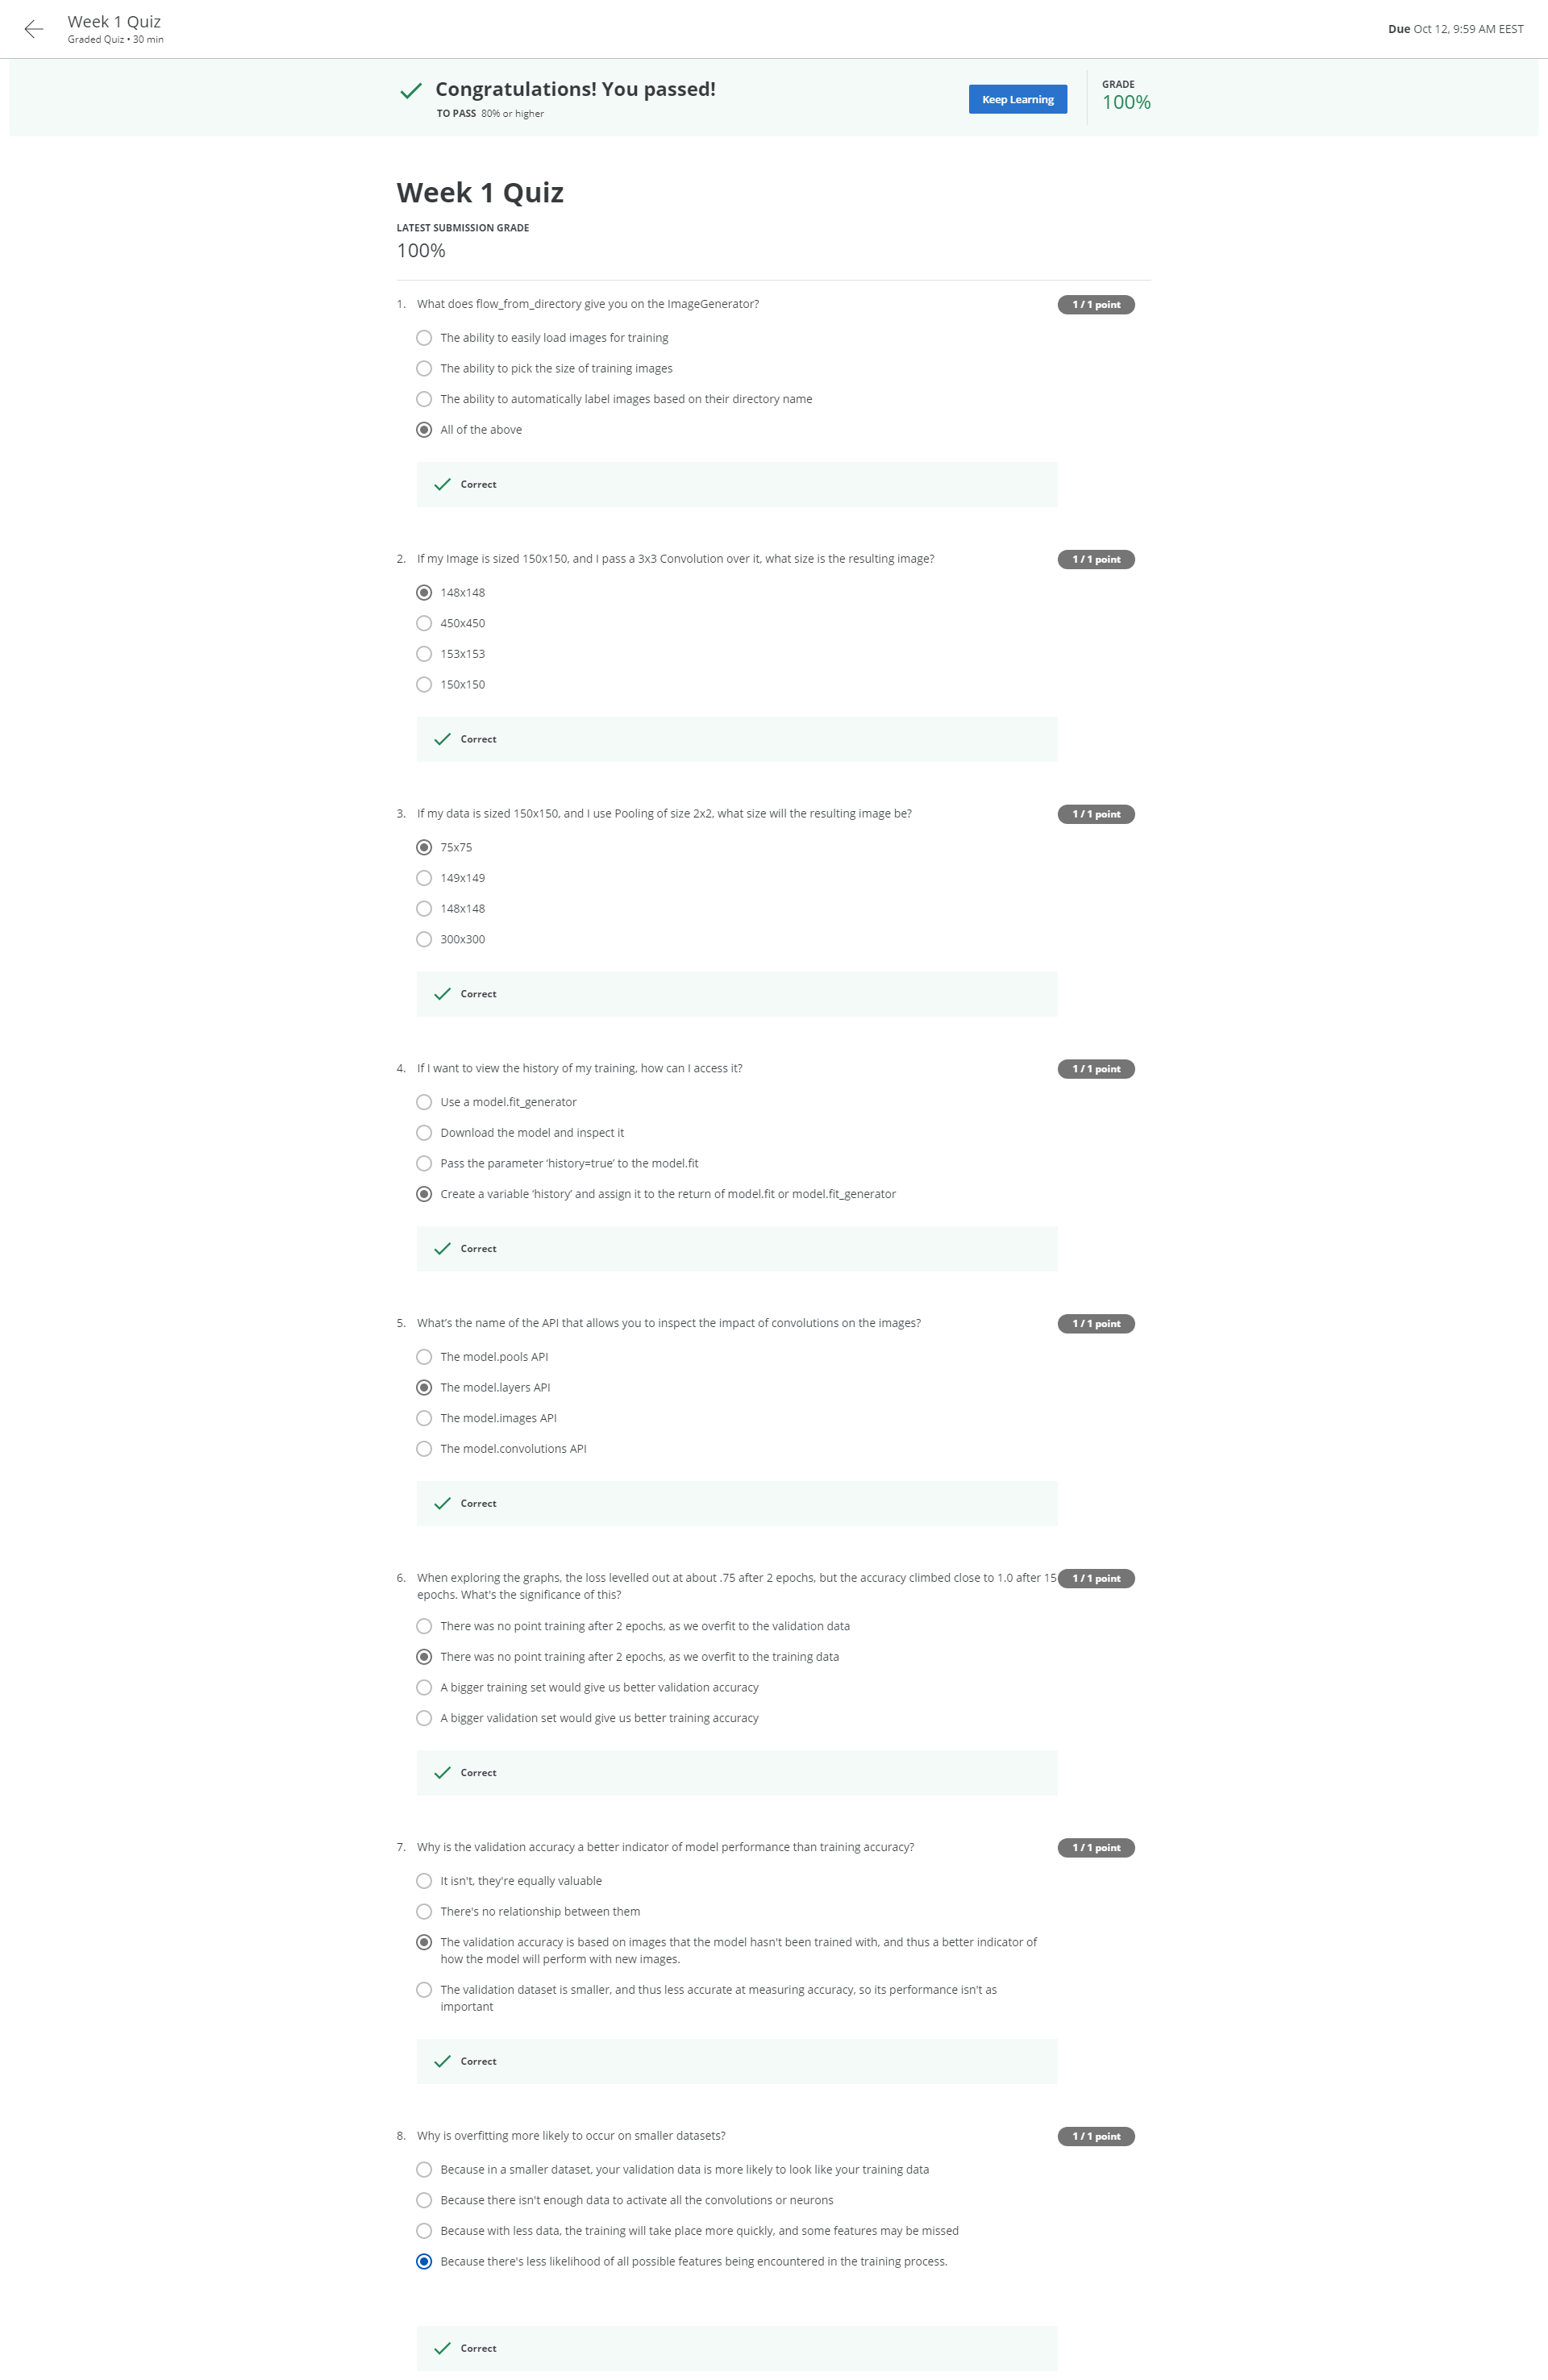 Week 1 Quiz
Graded Quiz • 30 min
Due Oct 12, 9:59 AM EEST
Congratulations! You passed!
TO PASS 80% or higher
Keep Learning
GRADE
100%
Week 1 Quiz
LATEST SUBMISSION GRADE
100%
1. What does flow_from_directory give you on the ImageGenerator?
1 / 1 point
The ability to easily load images for training
The ability to pick the size of training images
The ability to automatically label images based on their directory name
All of the above
Correct
2. If my Image is sized 150x150, and I pass a 3x3 Convolution over it, what size is the resulting image?
1 / 1 point
148x148
450x450
153x153
150x150
Correct
3. If my data is sized 150x150, and I use Pooling of size 2x2, what size will the resulting image be?
1 / 1 point
75x75
149x149
148x148
300x300
Correct
4. If I want to view the history of my training, how can I access it?
1 / 1 point
Use a model.fit_generator
Download the model and inspect it
Pass the parameter ‘history=true’ to the model.fit
Create a variable ‘history’ and assign it to the return of model.fit or model.fit_generator
Correct
5. What’s the name of the API that allows you to inspect the impact of convolutions on the images?
1 / 1 point
The model.pools API
The model.layers API
The model.images API
The model.convolutions API
Correct
6. When exploring the graphs, the loss levelled out at about .75 after 2 epochs, but the accuracy climbed close to 1.0 after 15
1 / 1 point
epochs. What's the significance of this?
There was no point training after 2 epochs, as we overfit to the validation data
There was no point training after 2 epochs, as we overfit to the training data
A bigger training set would give us better validation accuracy
A bigger validation set would give us better training accuracy
Correct
7. Why is the validation accuracy a better indicator of model performance than training accuracy?
1 / 1 point
It isn't, they're equally valuable
There's no relationship between them
The validation accuracy is based on images that the model hasn't been trained with, and thus a better indicator of
how the model will perform with new images.
The validation dataset is smaller, and thus less accurate at measuring accuracy, so its performance isn't as
important
Correct
8. Why is overfitting more likely to occur on smaller datasets?
1 / 1 point
Because in a smaller dataset, your validation data is more likely to look like your training data
Because there isn't enough data to activate all the convolutions or neurons
Because with less data, the training will take place more quickly, and some features may be missed
Because there's less likelihood of all possible features being encountered in the training process.
Correct